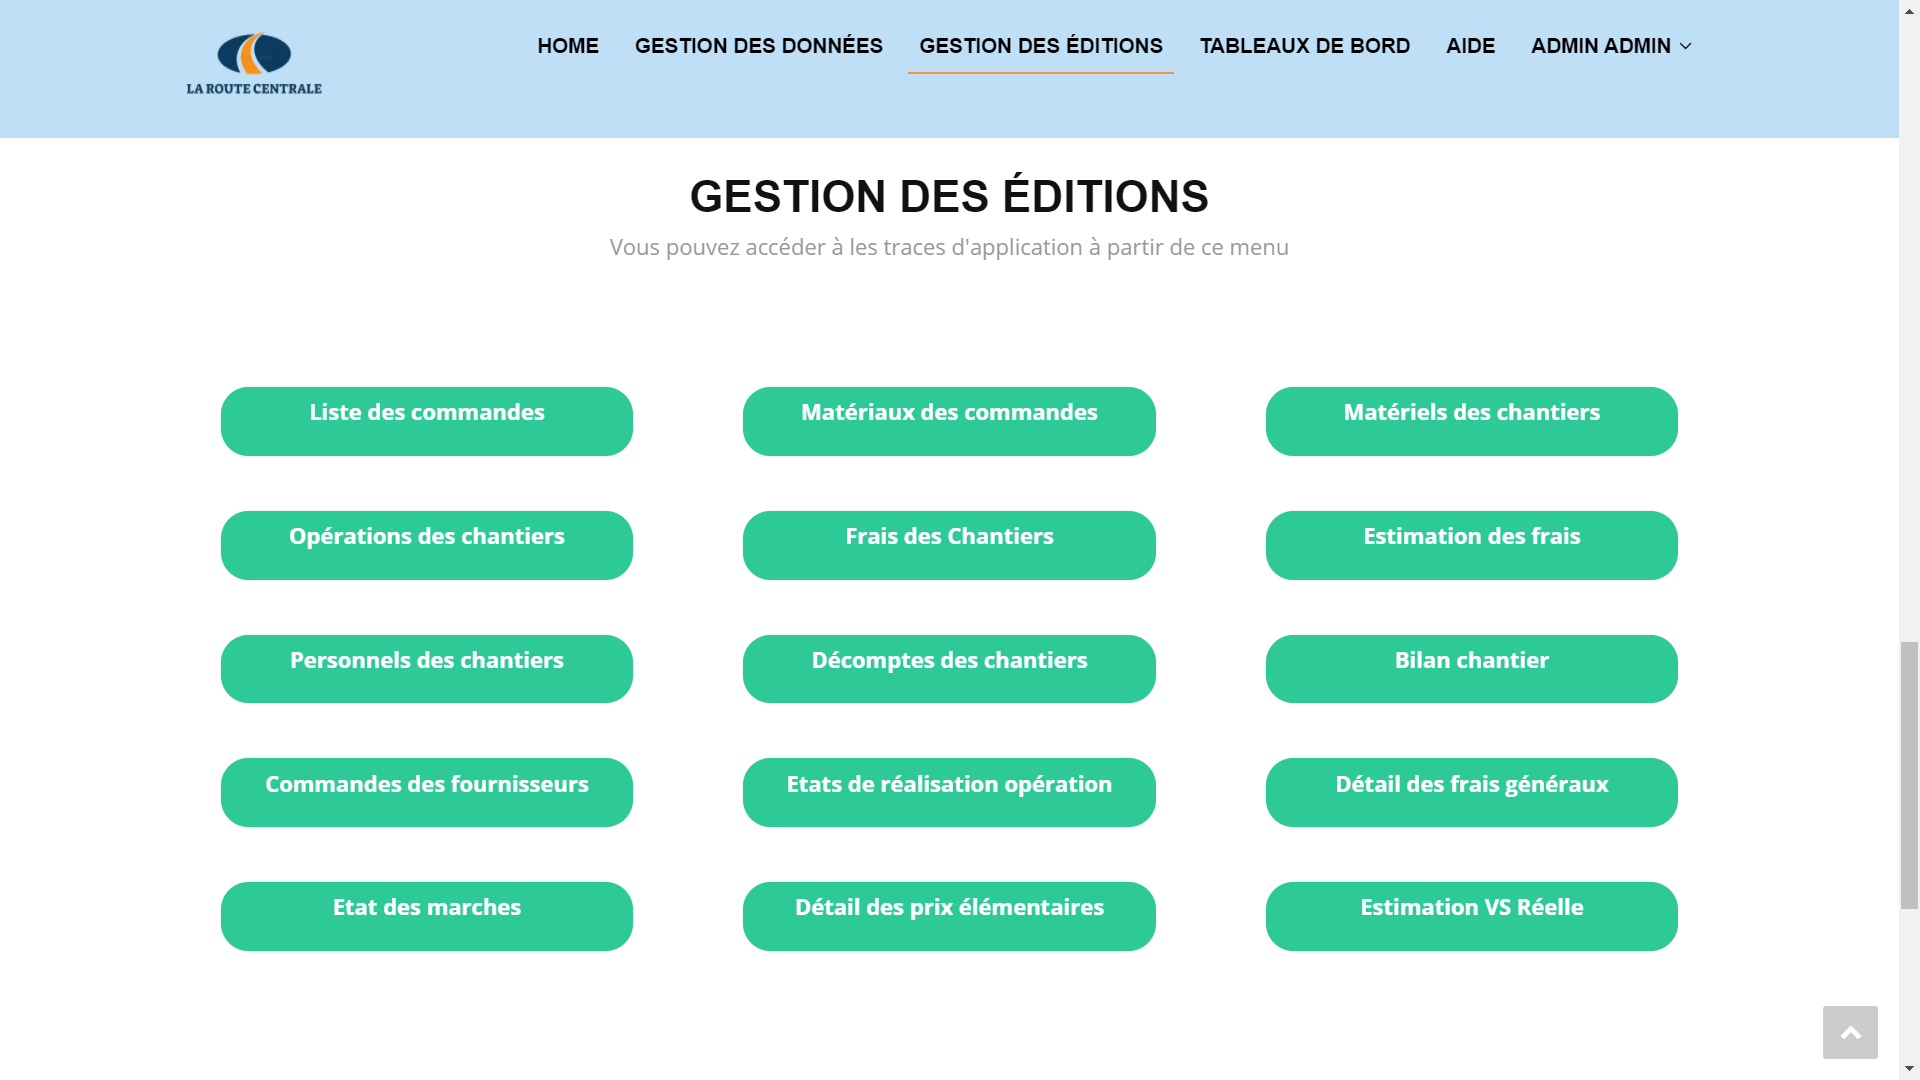 LA ROUTE CENTRALE
HOME GESTION DES DONNÉES GESTION DES ÉDITIONS TABLEAUX DE BORD AIDE ADMIN ADMIN
GESTION DES ÉDITIONS
Vous pouvez accéder à les traces d'application à partir de ce menu
Liste des commandes
Matériaux des commandes
Matériels des chantiers
Opérations des chantiers
Frais des Chantiers
Estimation des frais
Personnels des chantiers
Décomptes des chantiers
Bilan chantier
Commandes des fournisseurs
Etats de réalisation opération
Détail des frais généraux
Etat des marches
Détail des prix élémentaires
Estimation VS Réelle